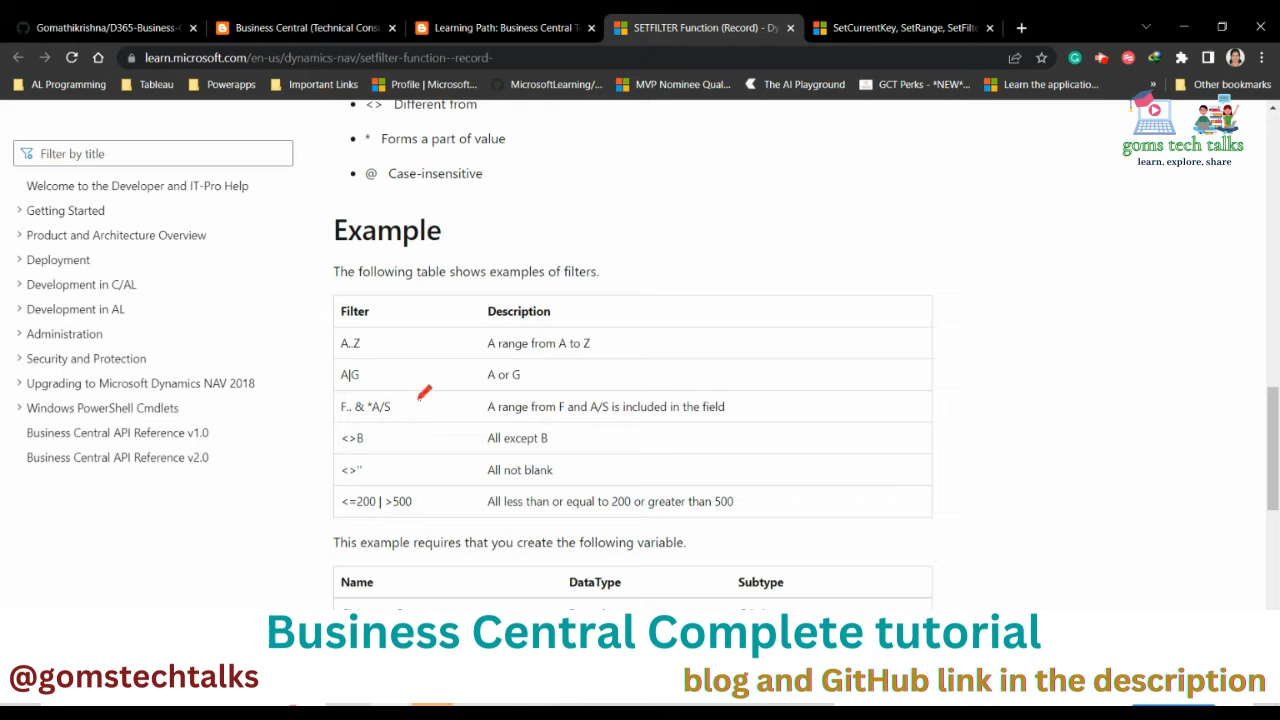 Gomathikrishna/D365-Business-C
Business Central (Technical Cons
Learning Path: Business Central T
SETFILTER Function (Record) - Dy
SetCurrentKey, SetRange, SetFilte
learn.microsoft.com/en-us/dynamics-nav/setfilter-function--record-
AL Programming
Tableau
Powerapps
Important Links
Profile | Microsoft...
MicrosoftLearning/...
MVP Nominee Qual...
The AI Playground
GCT Perks - *NEW*...
Learn the applicatio...
»
Other bookmarks
<> Different from
* Forms a part of value
@ Case-insensitive
goms tech talks
learn, explore, share
Filter by title
Welcome to the Developer and IT-Pro Help
Getting Started
Product and Architecture Overview
Deployment
Development in C/AL
Development in AL
Administration
Security and Protection
Upgrading to Microsoft Dynamics NAV 2018
Windows PowerShell Cmdlets
Business Central API Reference v1.0
Business Central API Reference v2.0
Example
The following table shows examples of filters.
Filter Description
A..Z A range from A to Z
A|G A or G
F.. & *A/S A range from F and A/S is included in the field
<>B All except B
<>'' All not blank
<=200 | >500 All less than or equal to 200 or greater than 500
This example requires that you create the following variable.
Name DataType Subtype
Business Central Complete tutorial
@gomstechtalks
blog and GitHub link in the description